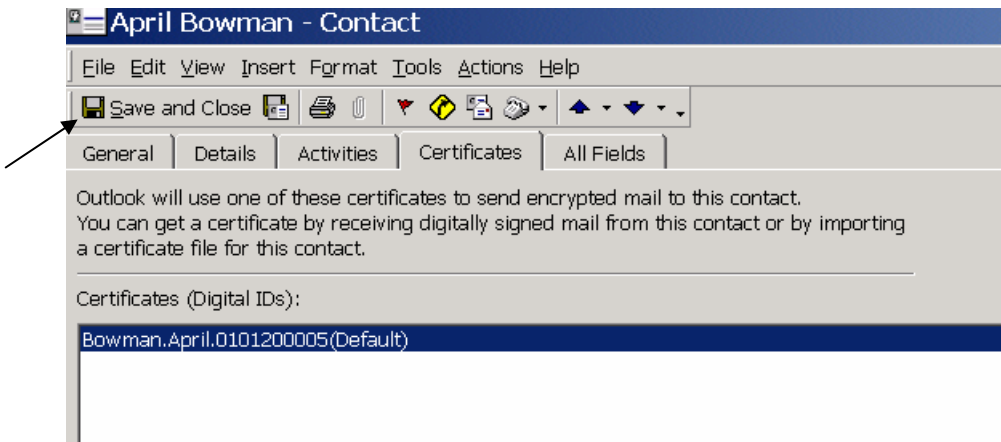 April Bowman - Contact
File Edit View Insert Format Tools Actions Help
Save and Close
General Details Activities Certificates All Fields
Outlook will use one of these certificates to send encrypted mail to this contact.
You can get a certificate by receiving digitally signed mail from this contact or by importing
a certificate file for this contact.
Certificates (Digital IDs):
Bowman.April.0101200005(Default)